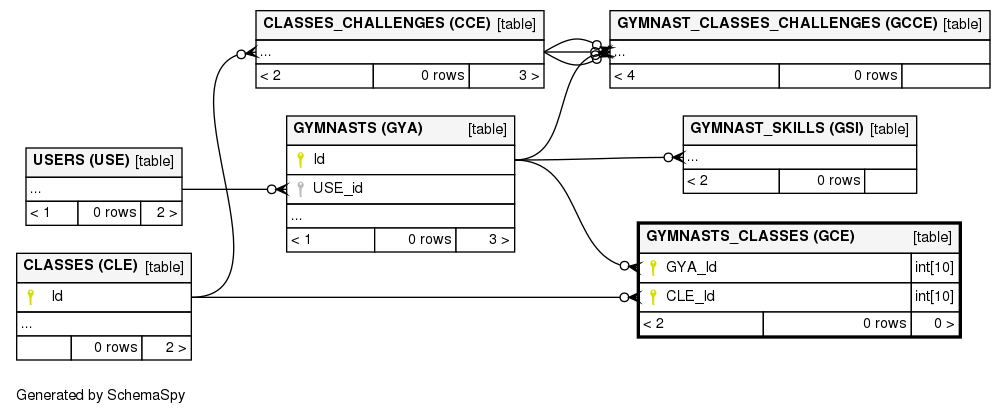 CLASSES_CHALLENGES (CCE) [table]
...
< 2 0 rows 3 >
GYMNAST_CLASSES_CHALLENGES (GCCE) [table]
...
< 4 0 rows
GYMNASTS (GYA) [table]
Id
USE_id
...
< 1 0 rows 3 >
GYMNAST_SKILLS (GSI) [table]
...
< 2 0 rows
USERS (USE) [table]
...
< 1 0 rows 2 >
GYMNASTS_CLASSES (GCE) [table]
GYA_Id int[10]
CLE_Id int[10]
< 2 0 rows 0 >
CLASSES (CLE) [table]
Id
...
0 rows 2 >
Generated by SchemaSpy